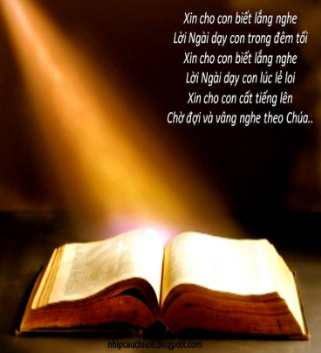 Xin cho con biết lắng nghe
Lời Ngài dạy con trong đêm tối
Xin cho con biết lắng nghe
Lời Ngài dạy con lúc lẻ loi
Xin cho con cất tiếng lên
Chờ đợi và vâng nghe theo Chúa..
nhipcauchiase.blogspot.com